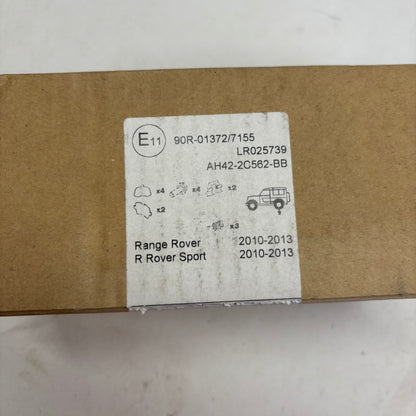 E11 90R-01372/7155
LR025739
AH42-2C562-BB
x4 x4 x2
x2
x3
Range Rover 2010-2013
R Rover Sport 2010-2013